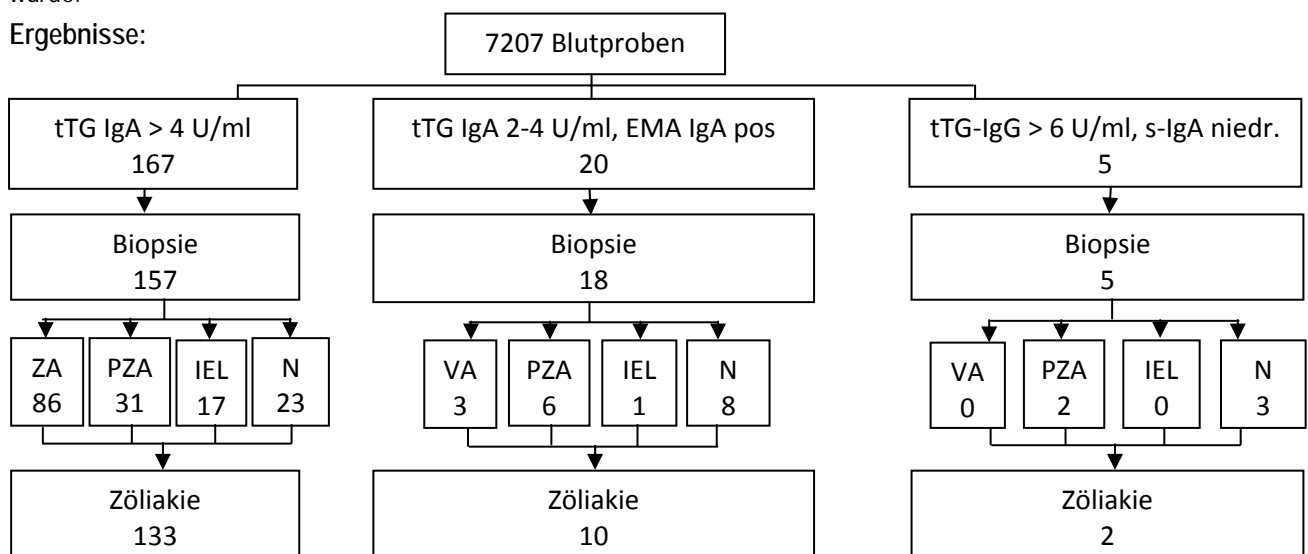 Ergebnisse:
7207 Blutproben
tTG IgA > 4 U/ml
167
tTG IgA 2-4 U/ml, EMA IgA pos
20
tTG-IgG > 6 U/ml, s-IgA niedr.
5
Biopsie
157
Biopsie
18
Biopsie
5
ZA
86
PZA
31
IEL
17
N
23
VA
3
PZA
6
IEL
1
N
8
VA
0
PZA
2
IEL
0
N
3
Zöliakie
133
Zöliakie
10
Zöliakie
2